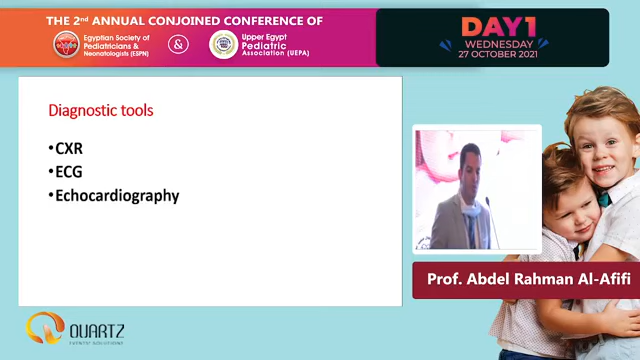 THE 2nd ANNUAL CONJOINED CONFERENCE OF
Egyptian Society of
Pediatricians &
Neonatologists (ESPN)
&
Upper Egypt
Pediatric
Association (UEPA)
DAY1
WEDNESDAY
27 OCTOBER 2021
Diagnostic tools
•CXR
•ECG
•Echocardiography
Prof. Abdel Rahman Al-Afifi
QUARTZ